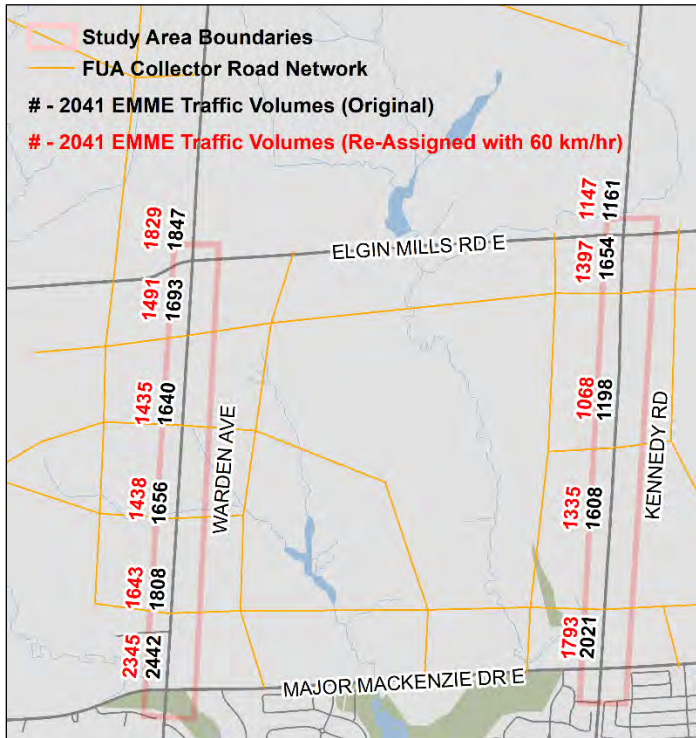 Study Area Boundaries
FUA Collector Road Network
# - 2041 EMME Traffic Volumes (Original)
# - 2041 EMME Traffic Volumes (Re-Assigned with 60 km/hr)
1147
1161
1829
1847
ELGIN MILLS RD E
1397
1654
1491
1693
1435
1640
WARDEN AVE
1068
1198
KENNEDY RD
1438
1656
1335
1608
1643
1808
1793
2021
2345
2442
MAJOR MACKENZIE DR E